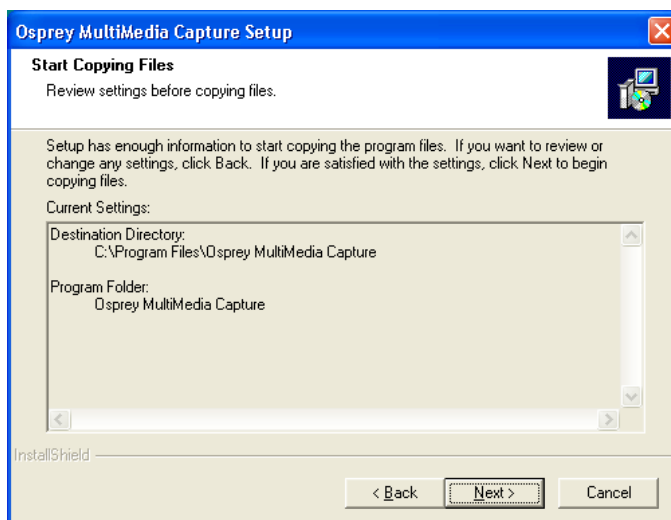 Osprey MultiMedia Capture Setup
Start Copying Files
Review settings before copying files.
Setup has enough information to start copying the program files.  If you want to review or
change any settings, click Back.  If you are satisfied with the settings, click Next to begin
copying files.
Current Settings:
Destination Directory:
C:\Program Files\Osprey MultiMedia Capture
Program Folder:
Osprey MultiMedia Capture
InstallShield
< Back
Next >
Cancel